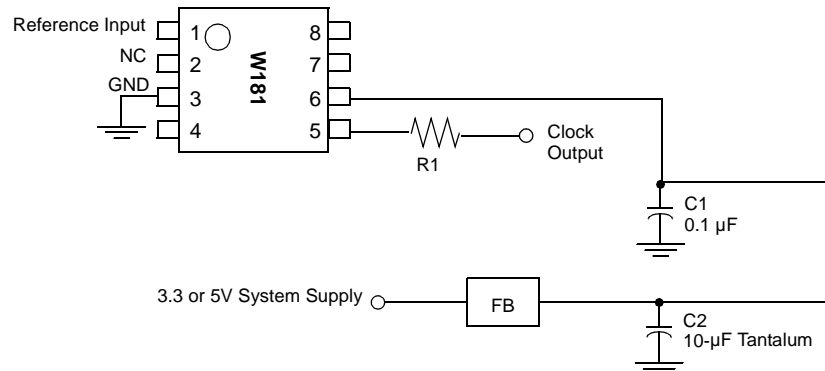 Reference Input
NC
GND
1
2
3
4
W181
8
7
6
5
R1
Clock
Output
C1
0.1 µF
3.3 or 5V System Supply
FB
C2
10-µF Tantalum